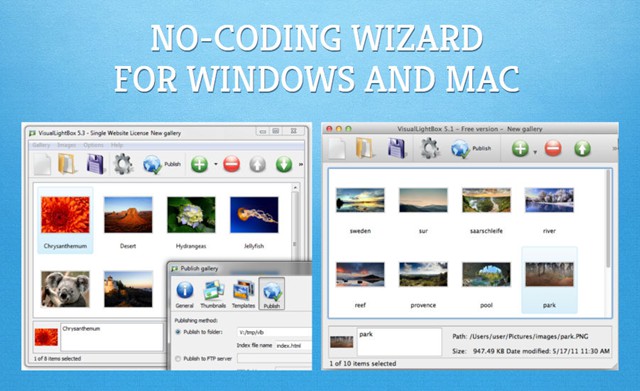 NO-CODING WIZARD
FOR WINDOWS AND MAC
VisualLightBox 5.3 - Single Website License New gallery
Gallery Images Options Help
Publish
Chrysanthemum Desert Hydrangeas Jellyfish
Publish gallery
General Thumbnails Templates Publish
Publishing method:
Publish to folder: V:/tmp/vlb
Index file name index.html
Publish to FTP server
Chrysanthemum
1 of 8 items selected
VisualLightBox 5.1 - Free version - New gallery
Publish
sweden sur saarschleife river
reef provence pool park
park
Path: /Users/user/Pictures/images/park.PNG
Size: 947.49 KB Date modified: 5/17/11 11:30 AM
1 of 10 items selected